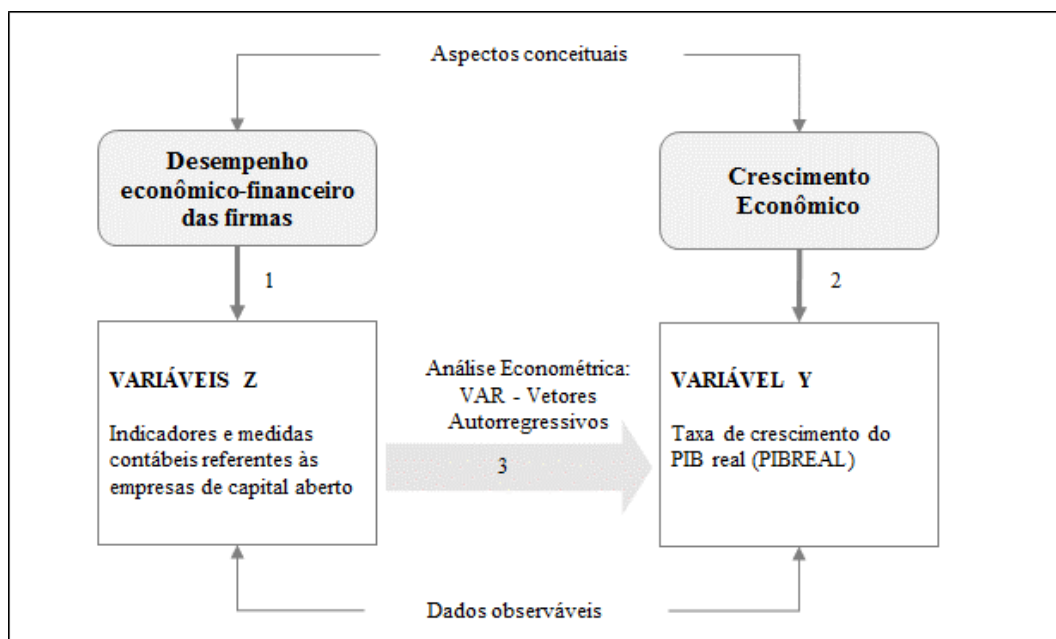 Aspectos conceituais
Desempenho
econômico-financeiro
das firmas
Crescimento
Econômico
1
2
VARIÁVEIS Z
Indicadores e medidas
contábeis referentes às
empresas de capital aberto
Análise Econométrica:
VAR - Vetores
Autorregressivos
3
VARIÁVEL Y
Taxa de crescimento do
PIB real (PIBREAL)
Dados observáveis